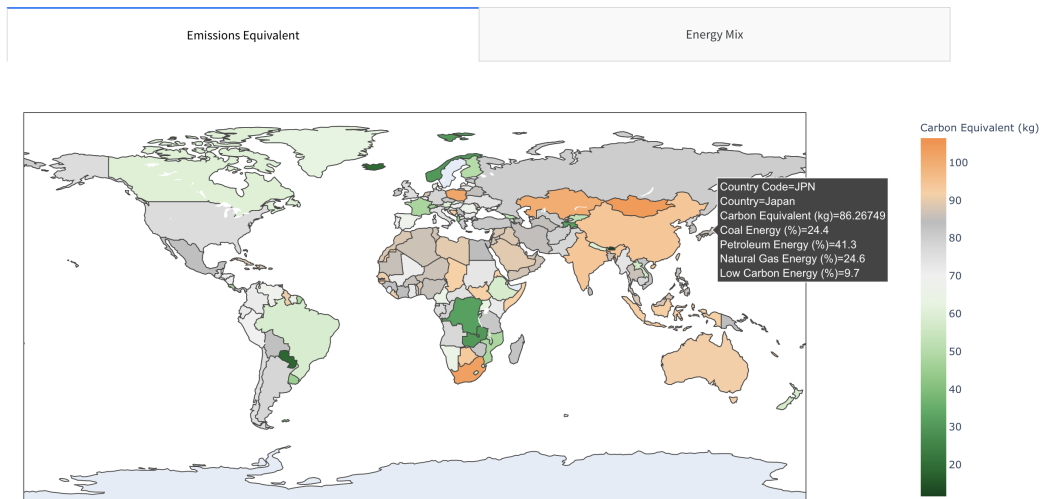 Emissions Equivalent
Energy Mix
Carbon Equivalent (kg)
100
90
80
70
60
50
40
30
20
Country Code=JPN
Country=Japan
Carbon Equivalent (kg)=86.26749
Coal Energy (%)=24.4
Petroleum Energy (%)=41.3
Natural Gas Energy (%)=24.6
Low Carbon Energy (%)=9.7